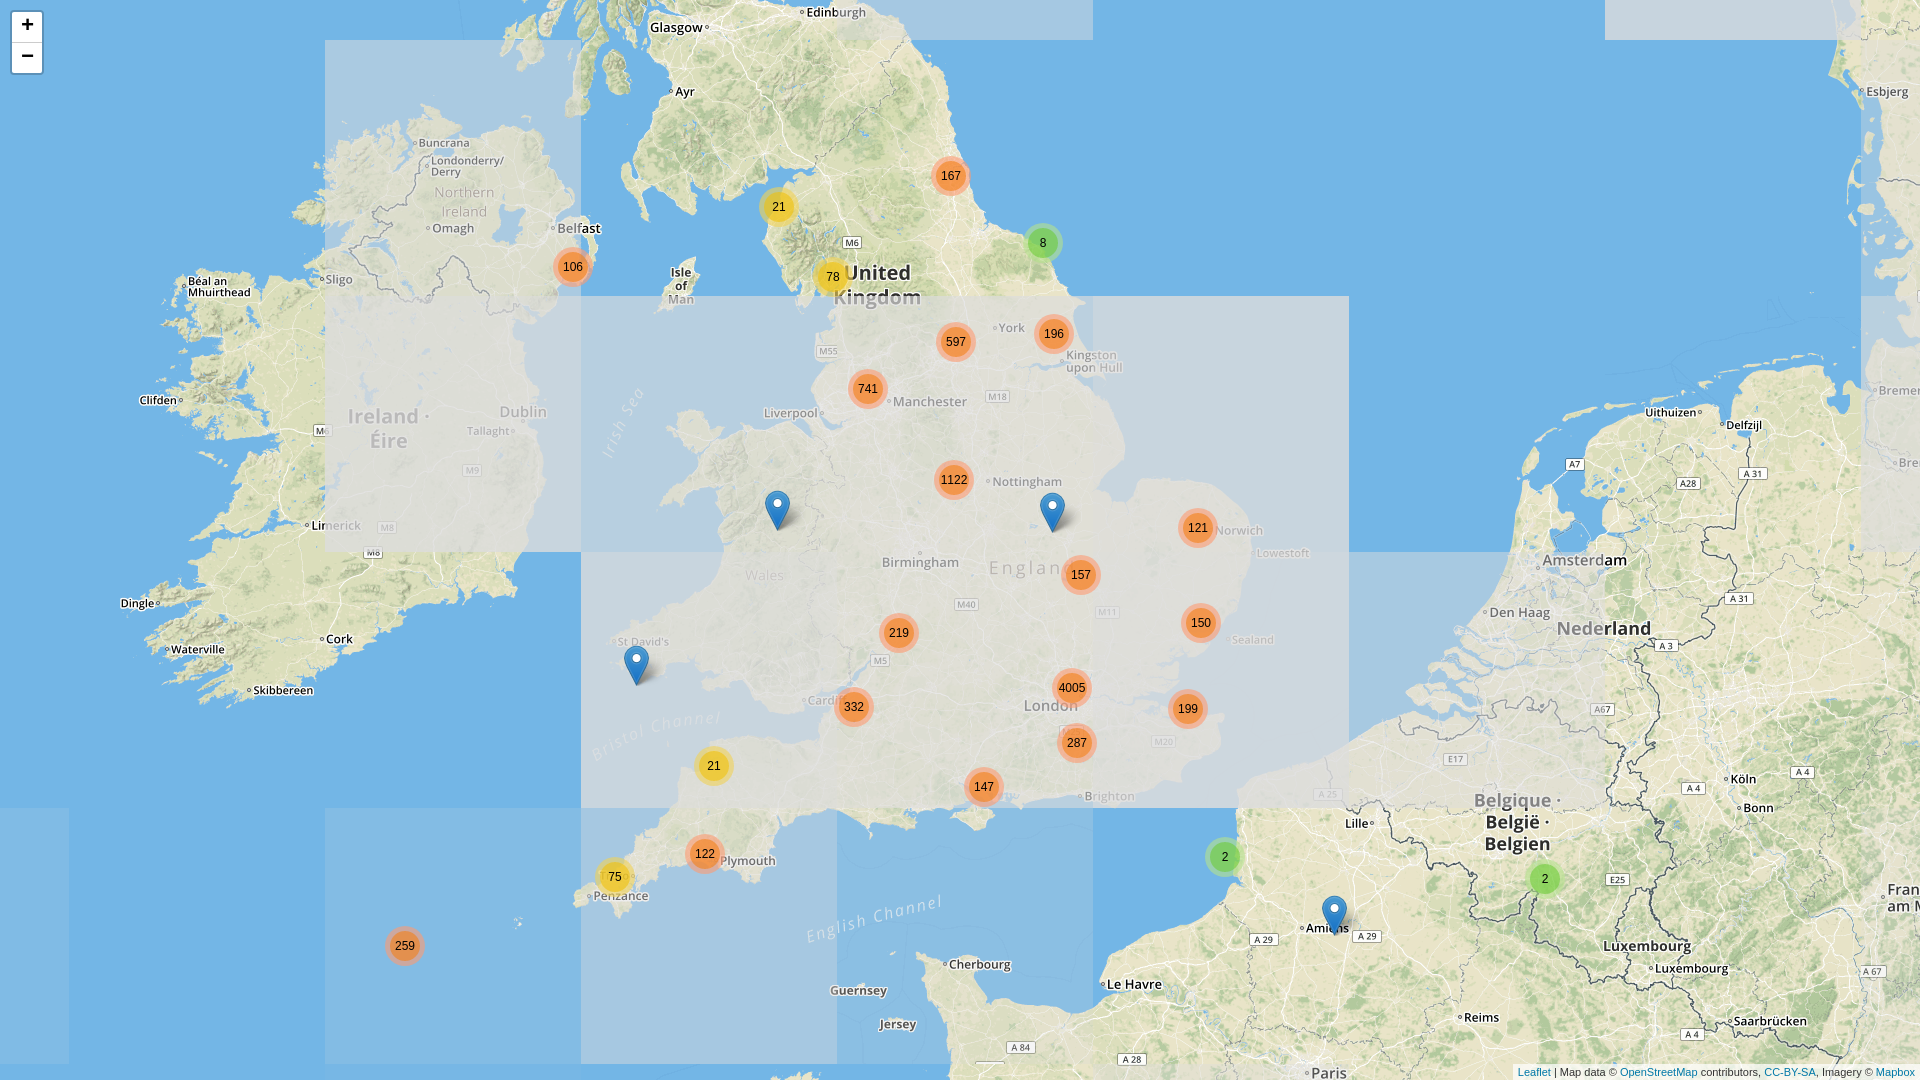 +
−
Edinburgh
Glasgow
Ayr
Esbjerg
Buncrana
Londonderry/
Derry
167
Northern
Ireland
21
Omagh
Belfast
M6
8
106
Isle
of
Man
78
United
Kingdom
Sligo
Béal an
Mhuirthead
York
196
597
M55
Kingston
upon Hull
741
Manchester
M18
Clifden
Irish Sea
Liverpool
Ireland ·
Éire
Dublin
Tallaght
M6
M9
Uithuizen
Delfzijl
A7
A 31
A28
1122
Nottingham
Limerick
M8
121
Norwich
M8
Birmingham
Lowestoft
Amsterdam
Wales
Englan
157
A 31
Dingle
M40
M11
Den Haag
150
219
Nederland
Cork
St David's
Sealand
A 3
Waterville
M5
Skibbereen
4005
London
Cardiff
332
199
A67
Bristol Channel
287
M20
E17
21
147
Brighton
A 25
Köln
A 4
A 4
Bonn
Belgique ·
België ·
Belgien
Lille
122
Plymouth
2
75
Penzance
2
E25
259
English Channel
Amiens
A 29
A 29
Luxembourg
Luxembourg
Cherbourg
A 67
Le Havre
Guernsey
Jersey
Reims
Saarbrücken
A 84
A 28
A 4
Paris
Leaflet | Map data © OpenStreetMap contributors, CC-BY-SA, Imagery © Mapbox